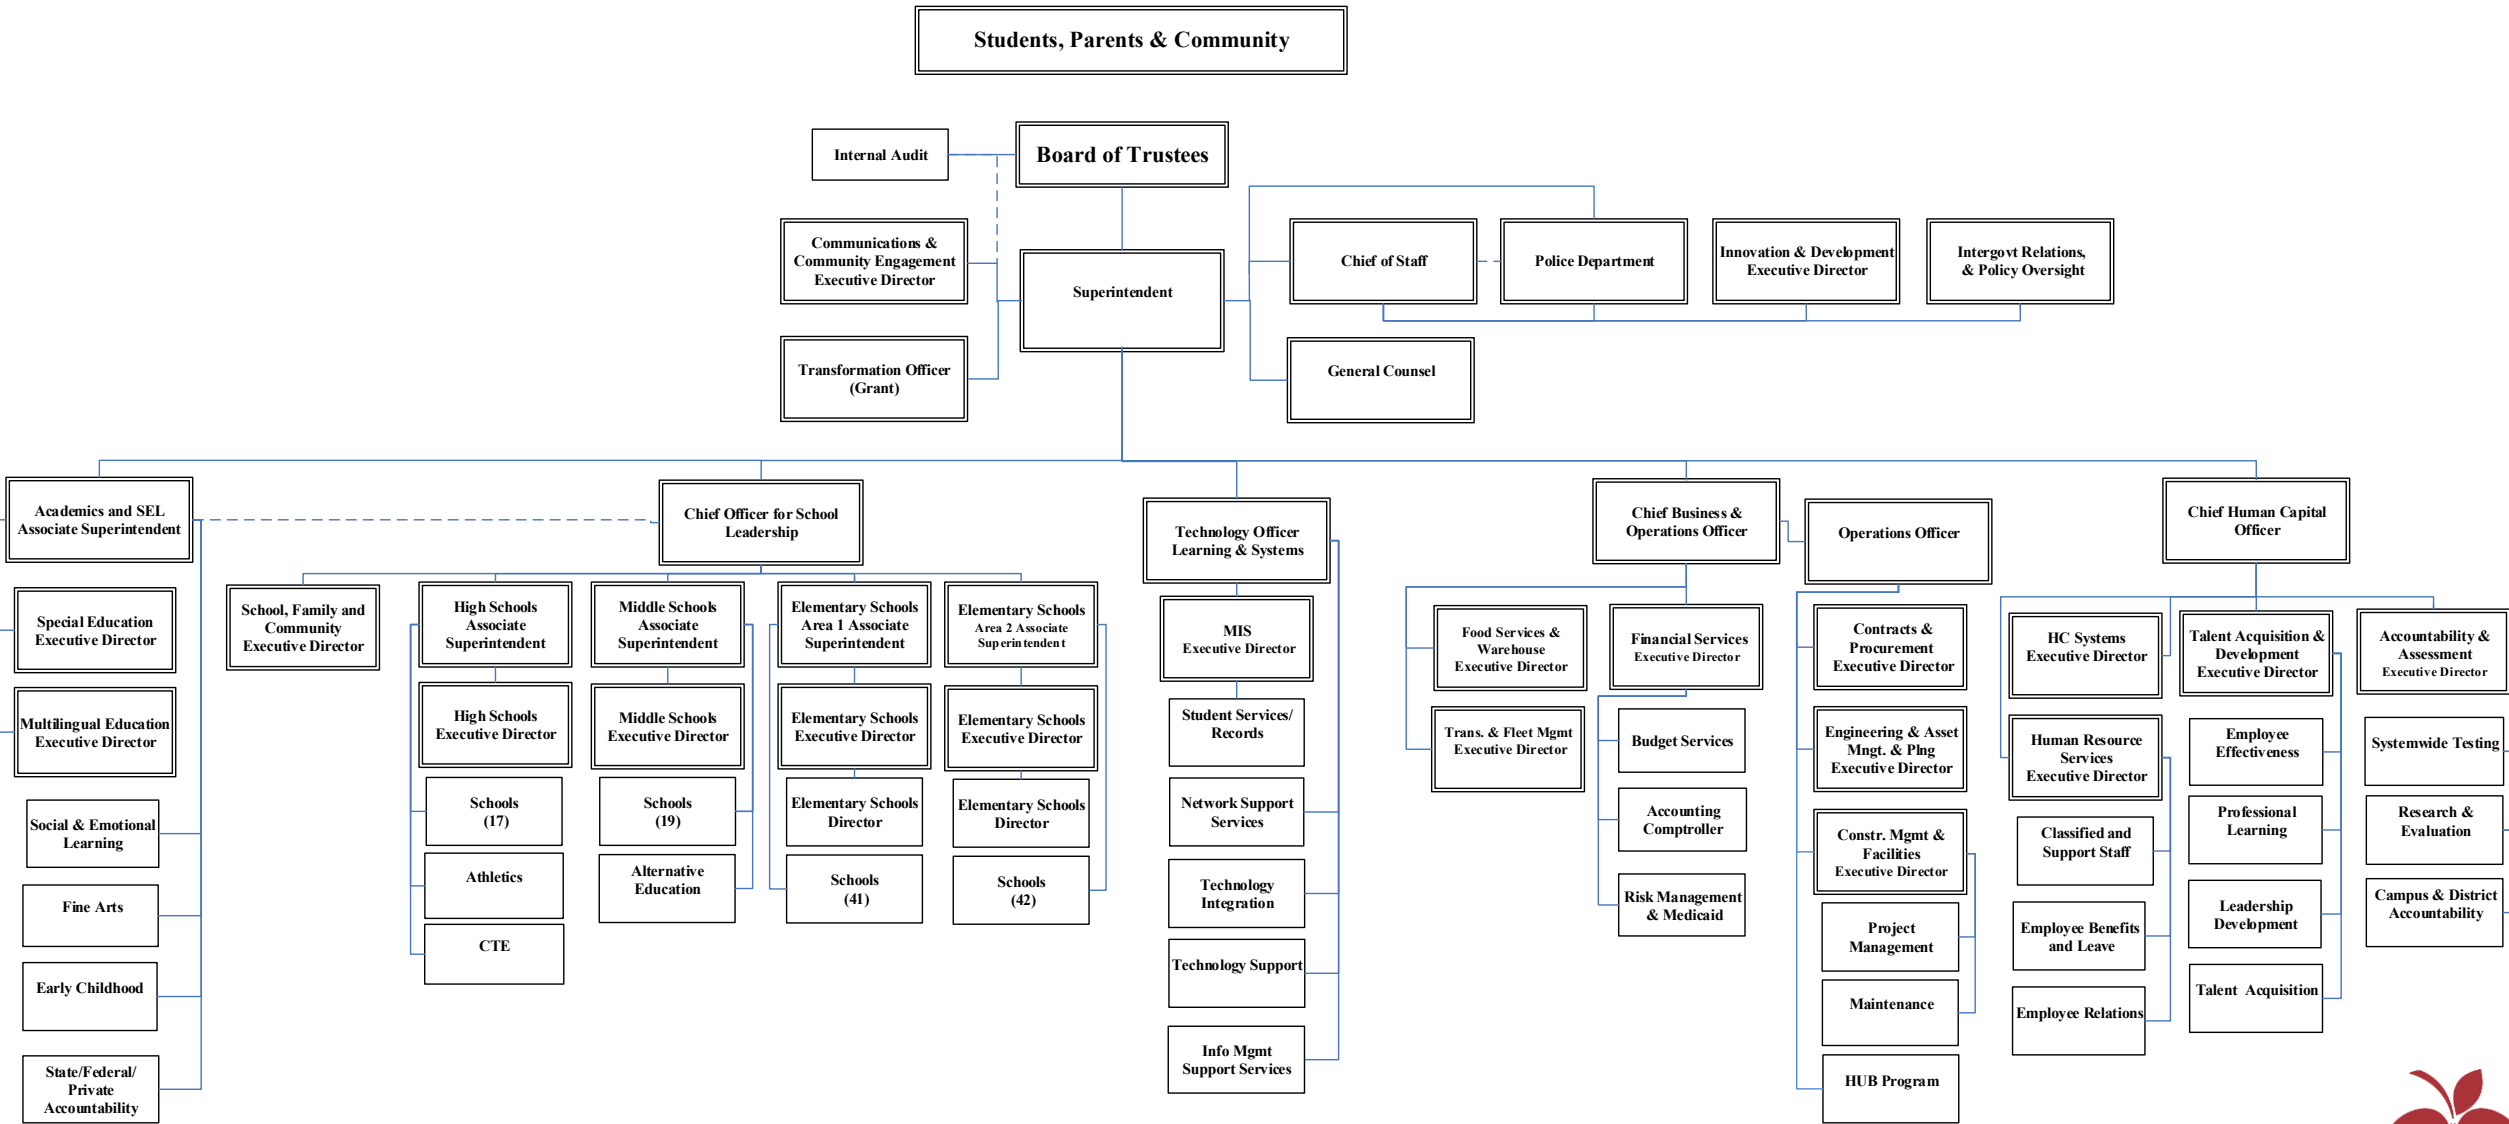 Students, Parents & Community
Internal Audit
Board of Trustees
Communications &
Community Engagement
Executive Director
Superintendent
Chief of Staff
Police Department
Innovation & Development
Executive Director
Intergovt Relations,
& Policy Oversight
Transformation Officer
(Grant)
General Counsel
Academics and SEL
Associate Superintendent
Chief Officer for School
Leadership
Technology Officer
Learning & Systems
Chief Business &
Operations Officer
Operations Officer
Chief Human Capital
Officer
Special Education
Executive Director
Multilingual Education
Executive Director
Social & Emotional
Learning
Fine Arts
Early Childhood
State/Federal/
Private
Accountability
School, Family and
Community
Executive Director
High Schools
Associate
Superintendent
High Schools
Executive Director
Schools
(17)
Athletics
CTE
Middle Schools
Associate
Superintendent
Middle Schools
Executive Director
Schools
(19)
Alternative
Education
Elementary Schools
Area 1 Associate
Superintendent
Elementary Schools
Executive Director
Elementary Schools
Director
Schools
(41)
Elementary Schools
Area 2 Associate
Superintendent
Elementary Schools
Executive Director
Elementary Schools
Director
Schools
(42)
MIS
Executive Director
Student Services/
Records
Network Support
Services
Technology
Integration
Technology Support
Info Mgmt
Support Services
Food Services &
Warehouse
Executive Director
Trans. & Fleet Mgmt
Executive Director
Financial Services
Executive Director
Budget Services
Accounting
Comptroller
Risk Management
& Medicaid
Contracts &
Procurement
Executive Director
Engineering & Asset
Mngt. & Plng
Executive Director
Constr. Mgmt &
Facilities
Executive Director
Project
Management
Maintenance
HUB Program
HC Systems
Executive Director
Human Resource
Services
Executive Director
Classified and
Support Staff
Employee Benefits
and Leave
Employee Relations
Talent Acquisition &
Development
Executive Director
Employee
Effectiveness
Professional
Learning
Leadership
Development
Talent Acquisition
Accountability &
Assessment
Executive Director
Systemwide Testing
Research &
Evaluation
Campus & District
Accountability